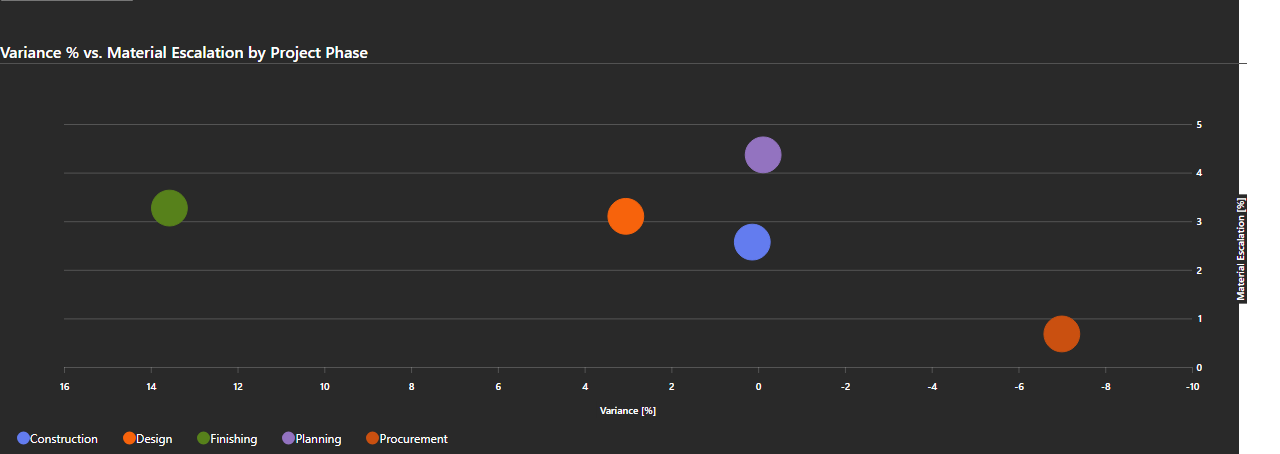 Variance % vs. Material Escalation by Project Phase
5
4
3
2
1
0
Material Escalation [%]
16 14 12 10 8 6 4 2 0 -2 -4 -6 -8 -10
Variance [%]
Construction Design Finishing Planning Procurement